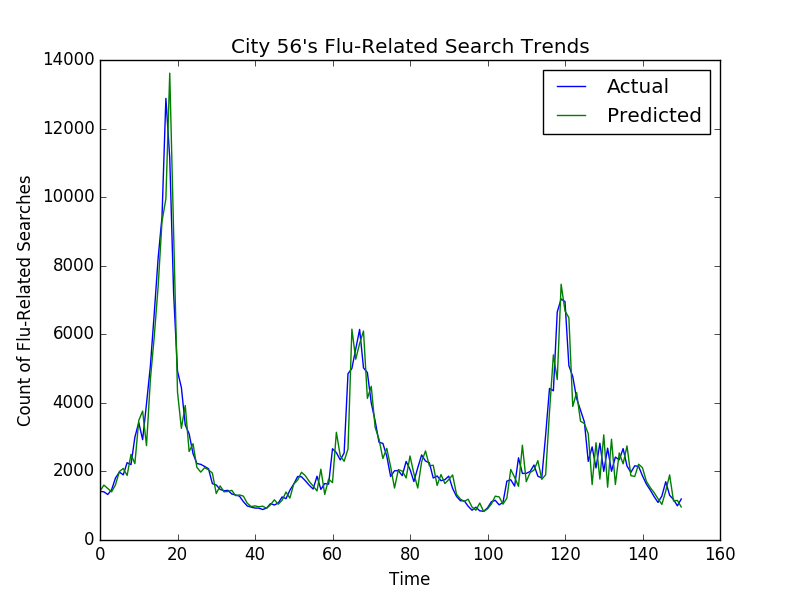 City 56's Flu-Related Search Trends
14000
12000
10000
8000
6000
4000
2000
0
Count of Flu-Related Searches
Actual
Predicted
0 20 40 60 80 100 120 140 160
Time